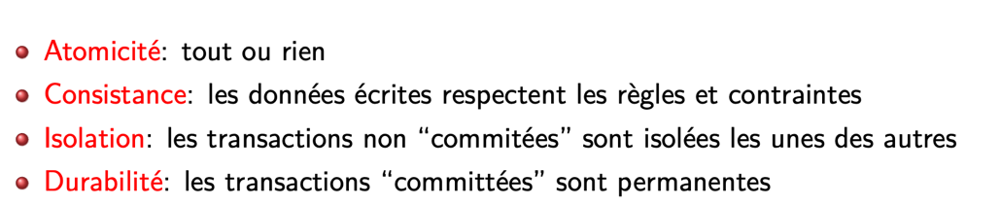 Atomicité: tout ou rien
Consistance: les données écrites respectent les règles et contraintes
Isolation: les transactions non “commitées” sont isolées les unes des autres
Durabilité: les transactions “committées” sont permanentes